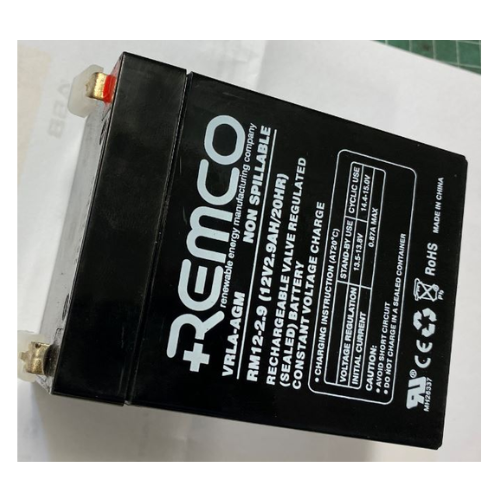 +REMCO
renewable energy manufacturing company
VRLA-AGM NON SPILLABLE
RM12-2.9 (12V2.9AH/20HR)
RECHARGEABLE VALVE REGULATED
(SEALED) BATTERY
CONSTANT VOLTAGE CHARGE
• CHARGING INSTRUCTION (AT20°C)
STAND-BY USE CYCLIC USE
VOLTAGE REGULATION 13.5-13.8V 14.4-15.0V
INITIAL CURRENT 0.87A MAX
• AVOID SHORT CIRCUIT
• DO NOT CHARGE IN A SEALED CONTAINER
CE Pb RoHS MADE IN CHINA
MH28337